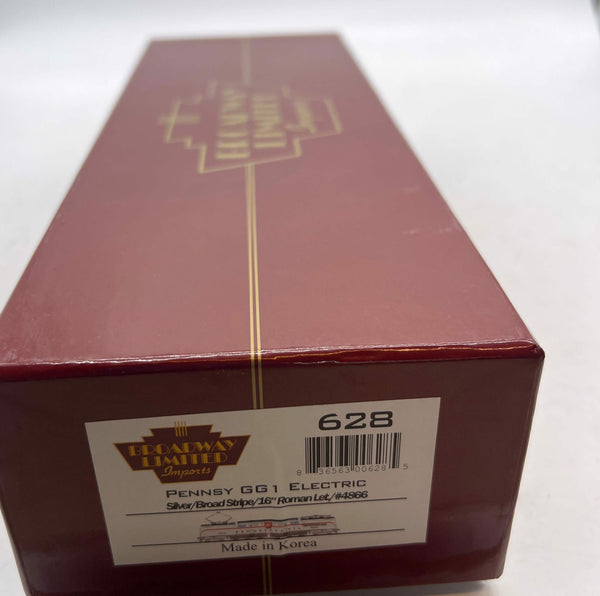 BROADWAY
LIMITED
Imports
BROADWAY
LIMITED
Imports
628
8 36563 00628 5
PENNSY GG1 ELECTRIC
Silver/Broad Stripe/16" Roman Let./#4866
Made in Korea